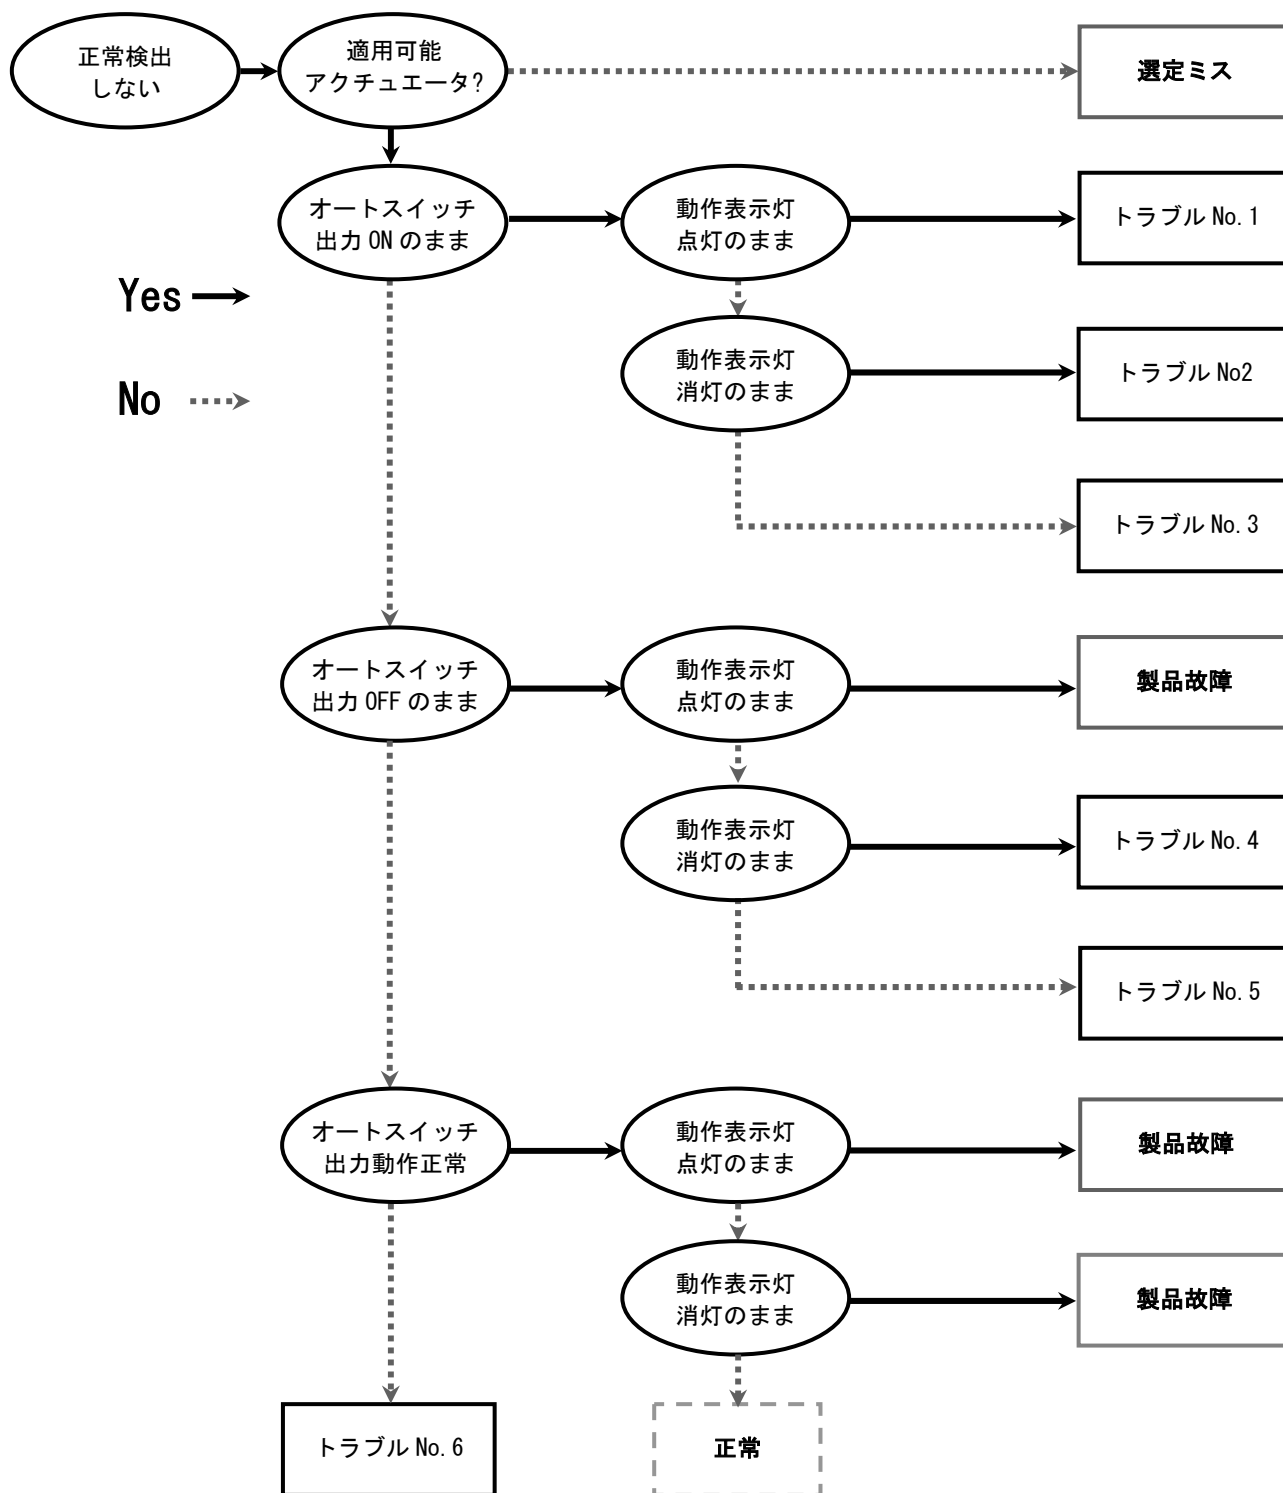 正常検出
しない
適用可能
アクチュエータ?
選定ミス
オートスイッチ
出力 ON のまま
動作表示灯
点灯のまま
トラブル No. 1
Yes
動作表示灯
消灯のまま
トラブル No2
No
トラブル No. 3
オートスイッチ
出力 OFF のまま
動作表示灯
点灯のまま
製品故障
動作表示灯
消灯のまま
トラブル No. 4
トラブル No. 5
オートスイッチ
出力動作正常
動作表示灯
点灯のまま
製品故障
動作表示灯
消灯のまま
製品故障
トラブル No. 6
正常